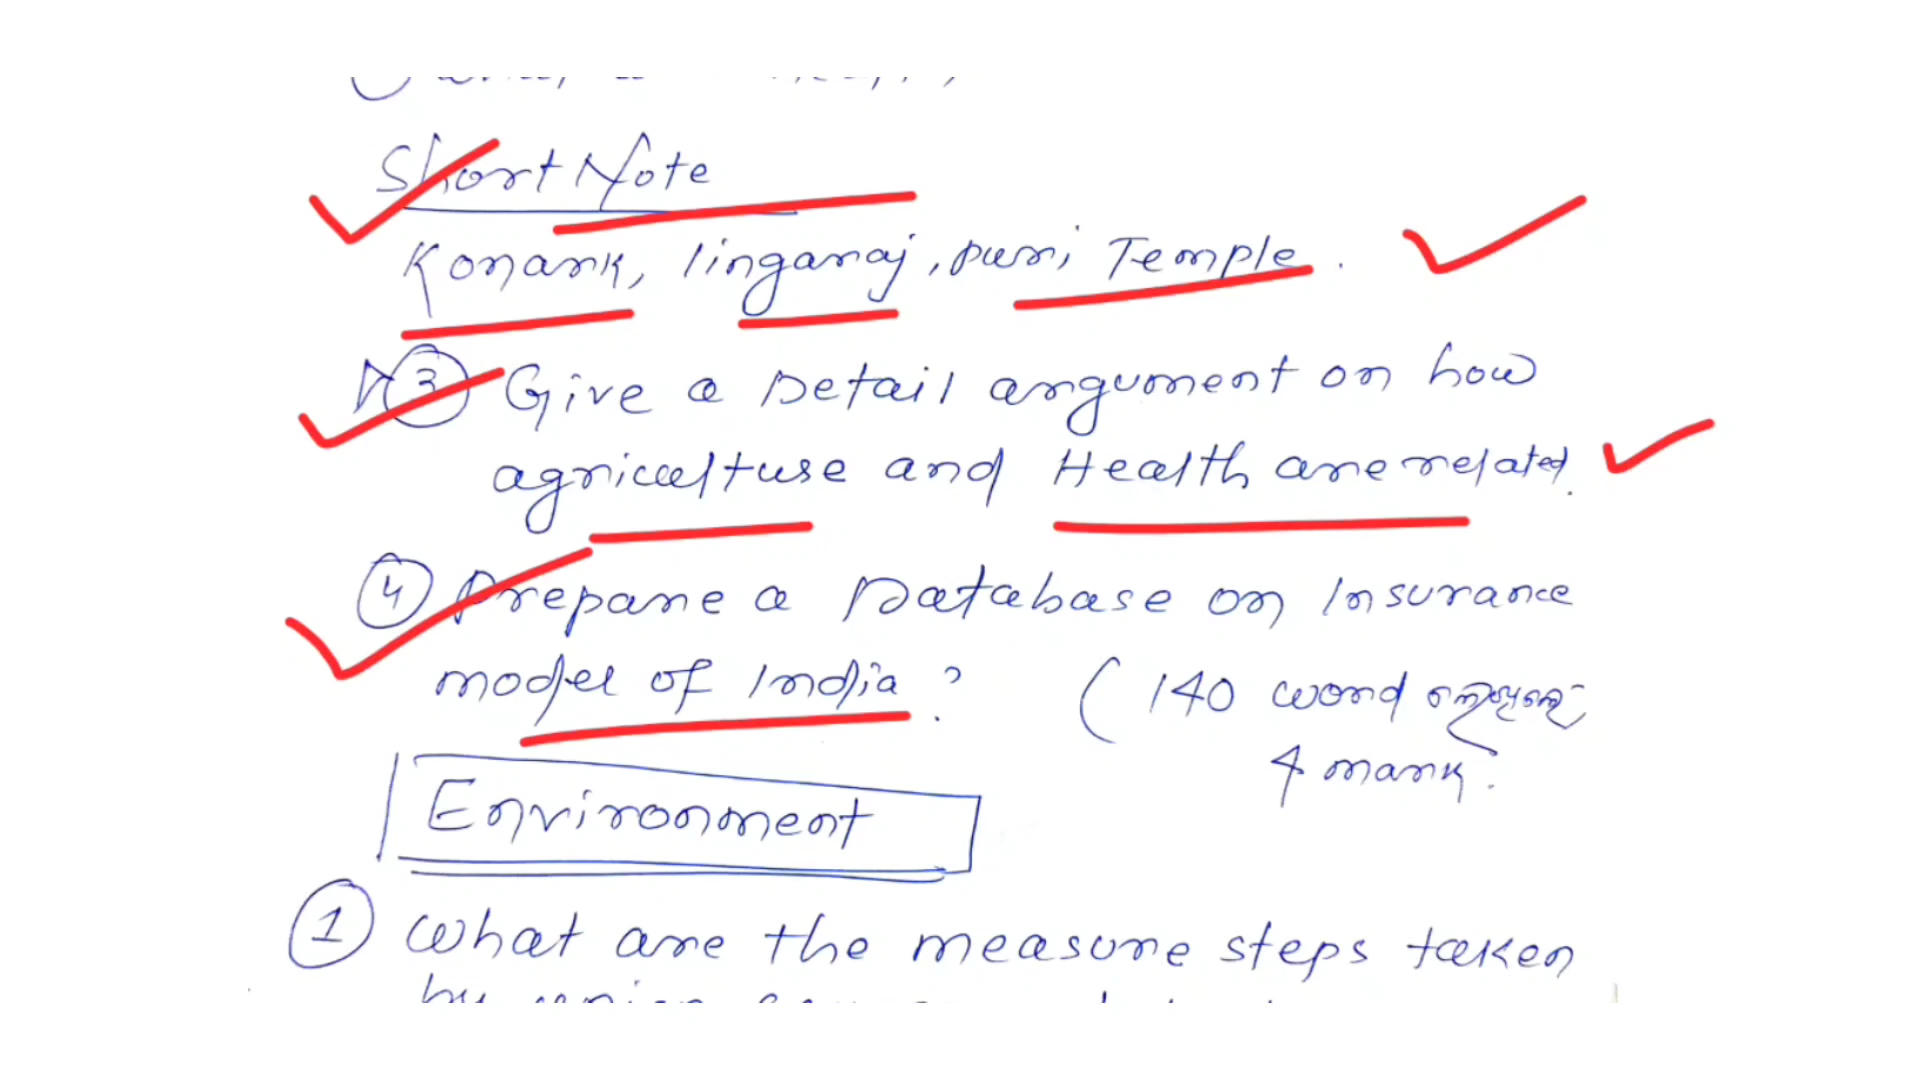 Short Note
Konark, lingaraj, puri Temple.
3 Give a Detail argument on how
agriculture and Health are related.
4 Prepare a Database on Insurance
model of India ?
(140 word
4 mark.
Environment
1 What are the measure steps taken
by